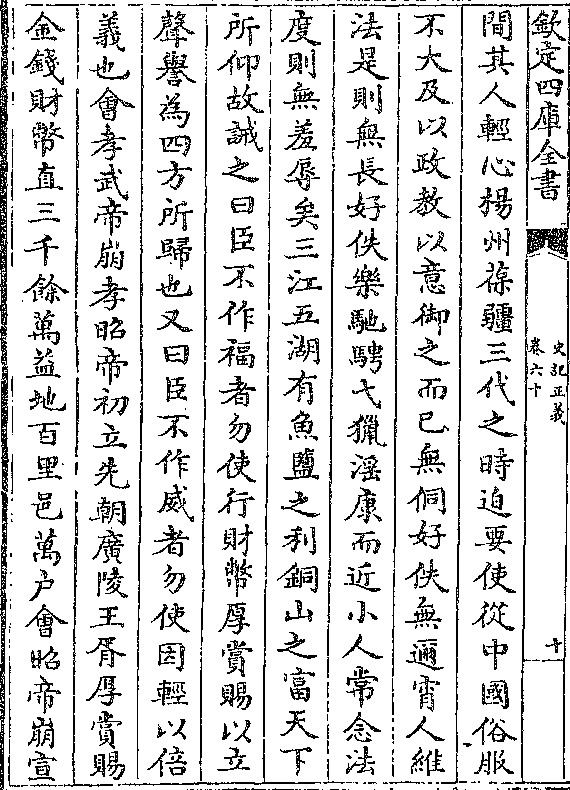 欽定四庫全書
史記正義
卷六十
十
間其人輕心楊州葆疆三代之時迫要使從中國俗服
不大及以政教以意御之而已無侗好佚無邇宵人維
法是則無長好佚樂馳騁弋獵滛康而近小人常念法
度則無羞辱矣三江五湖有魚鹽之利銅山之富天下
所仰故誡之曰臣不作福者勿使行財幣厚賞賜以立
聲譽為四方所歸也又曰臣不作威者勿使因輕以倍
義也會孝武帝崩孝昭帝初立先朝廣陵王胥厚賞賜
金錢財幣直三千餘萬益地百里邑萬户會昭帝崩宣